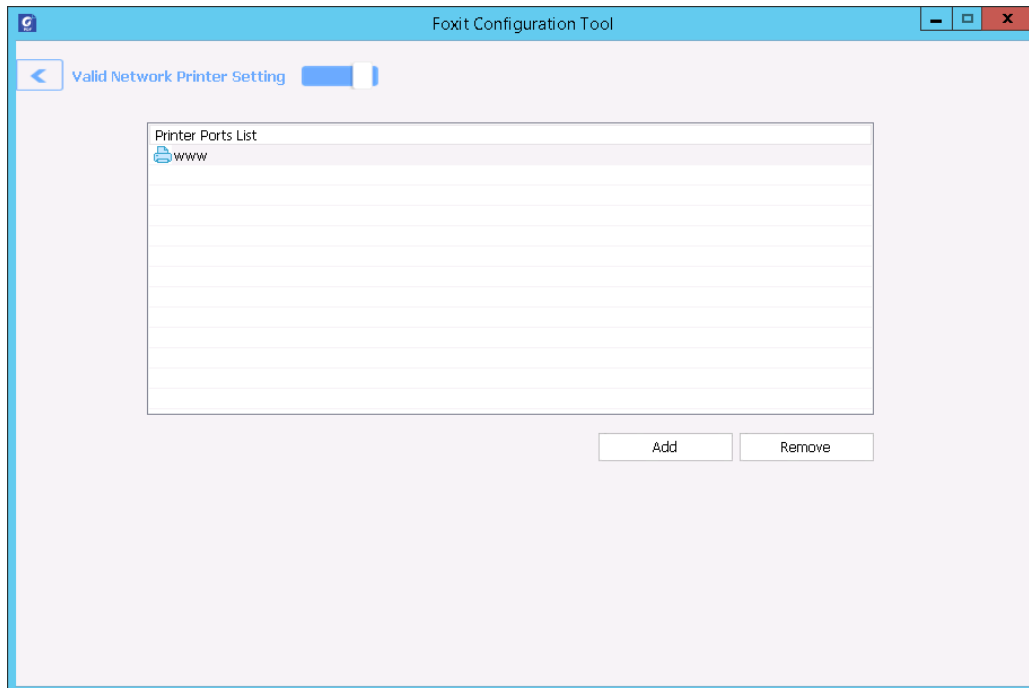 Foxit Configuration Tool
Valid Network Printer Setting
Printer Ports List
www
Add
Remove